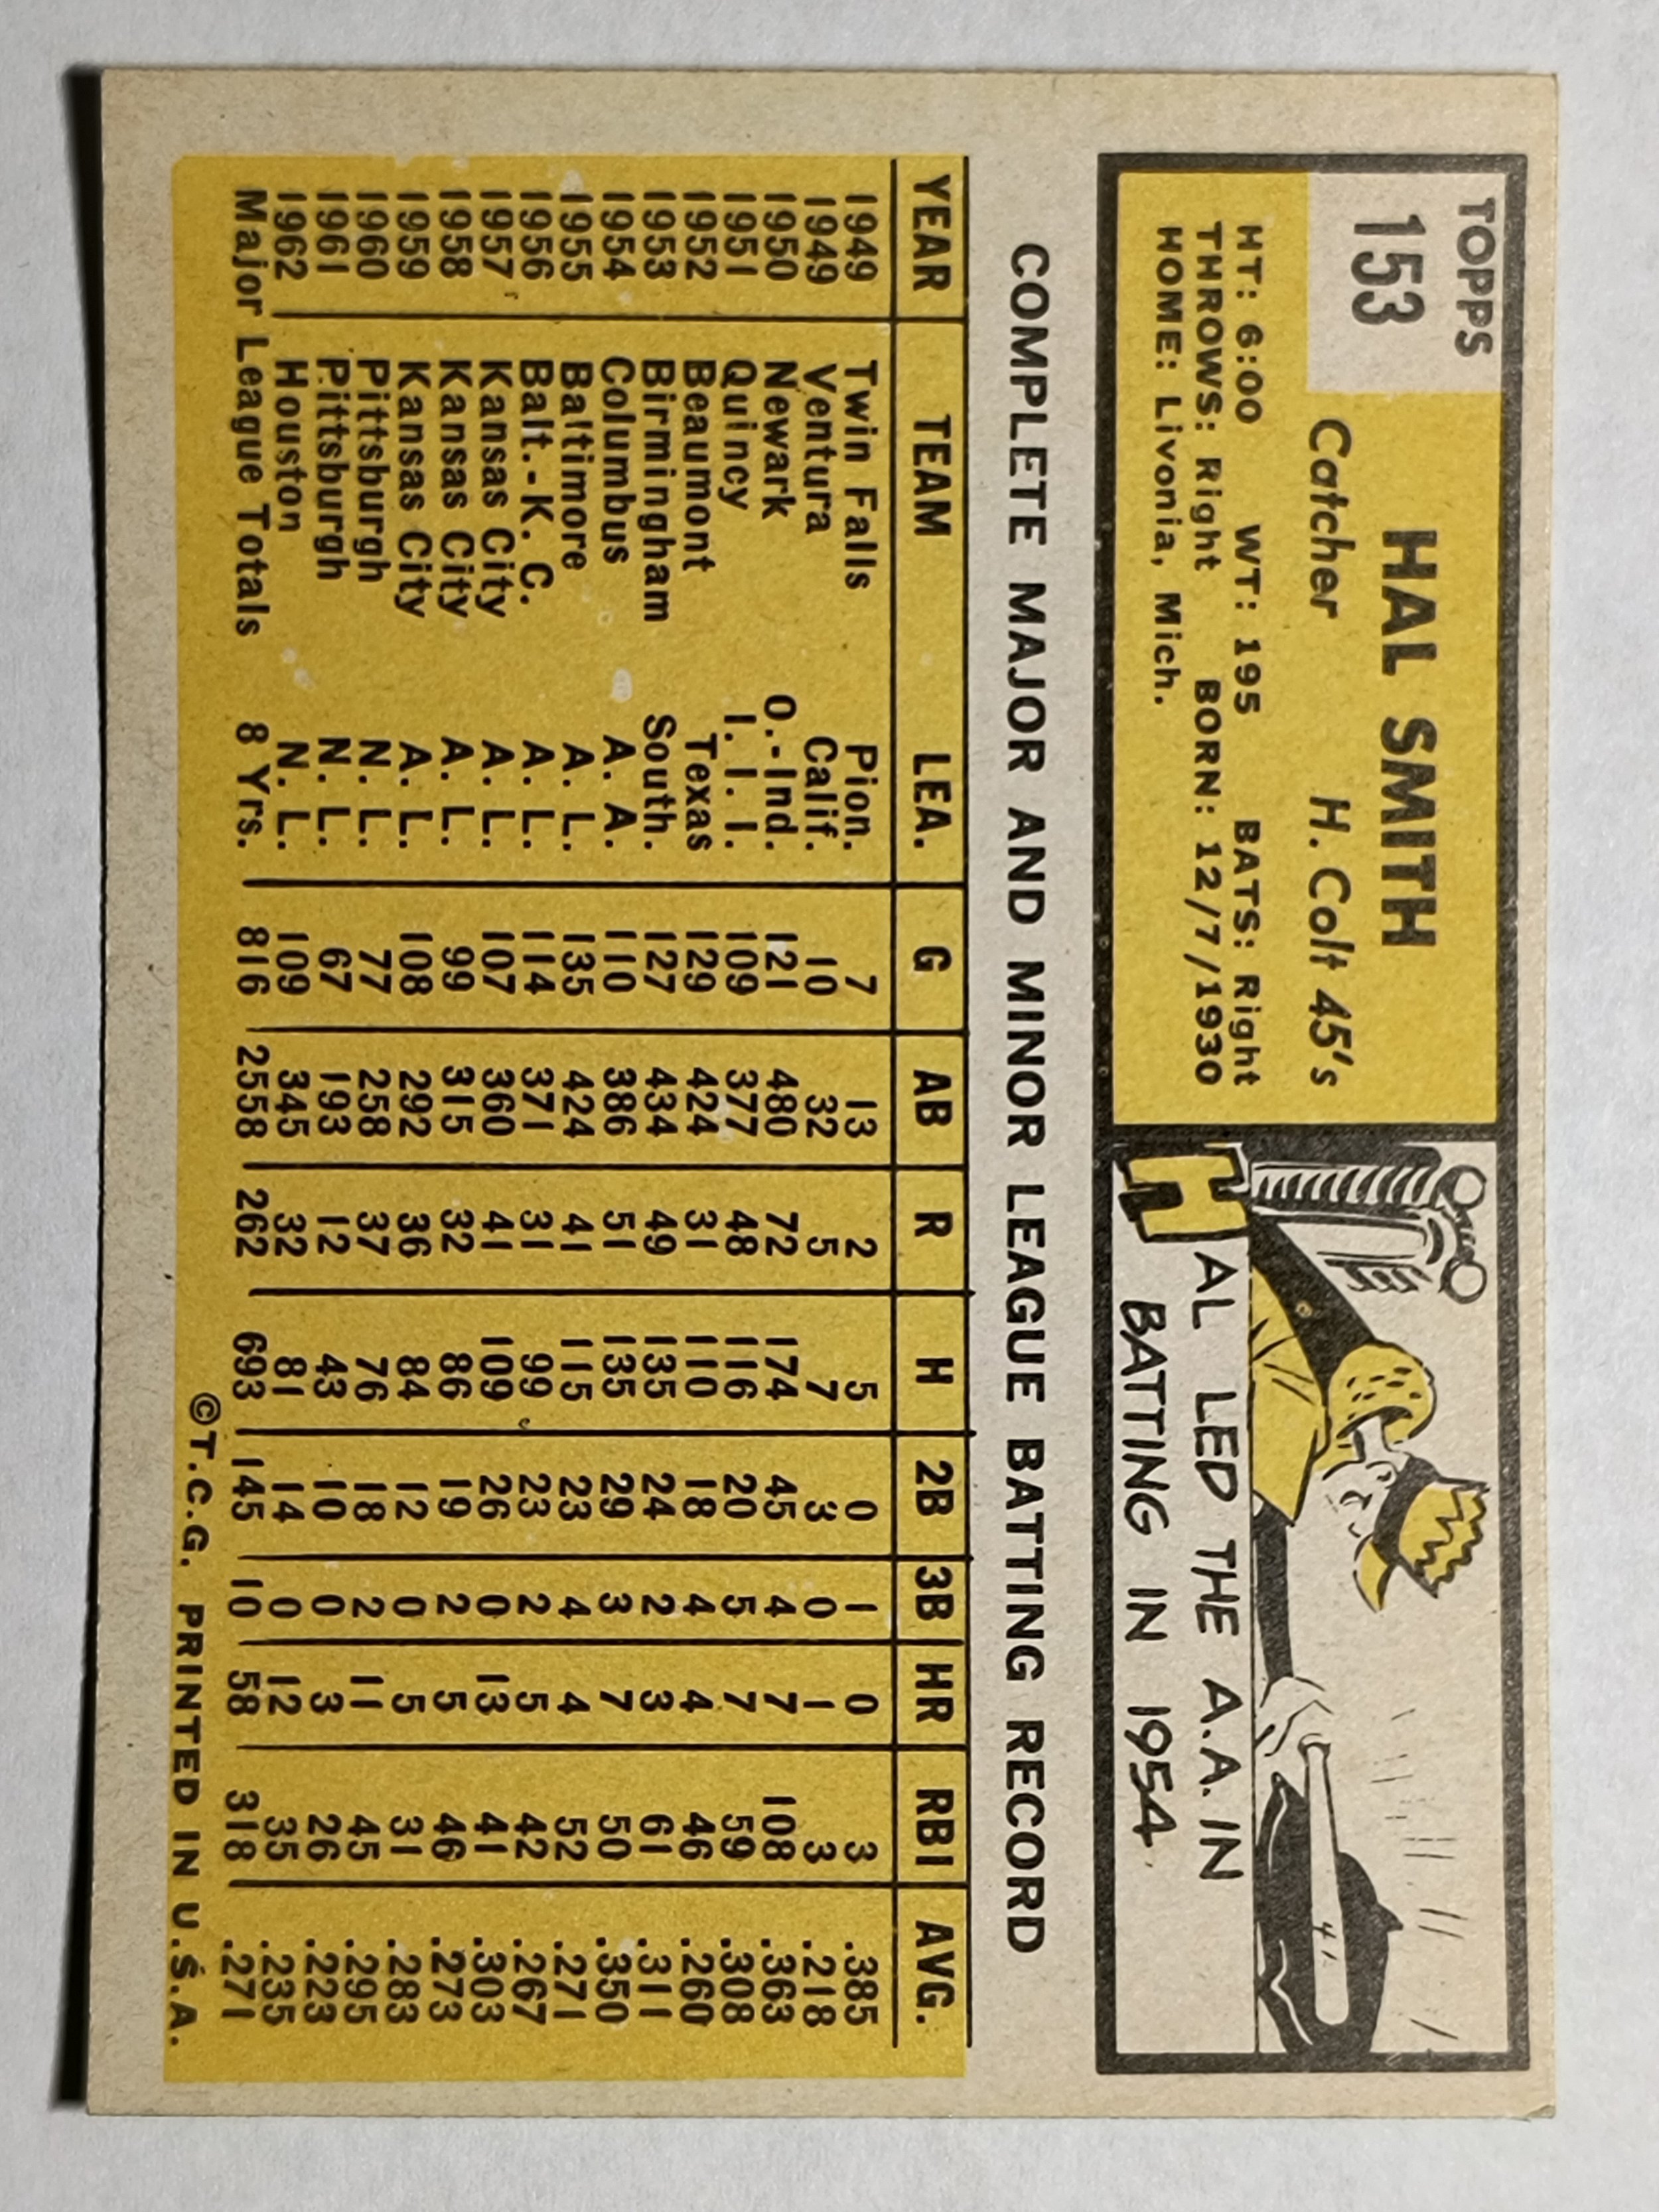 TOPPS
153
HAL SMITH
Catcher H. Colt 45's
HT: 6:00 WT: 195 BATS: Right
THROWS: Right BORN: 12/7/1930
HOME: Livonia, Mich.
HAL LED THE A.A. IN
BATTING IN 1954.
COMPLETE MAJOR AND MINOR LEAGUE BATTING RECORD
YEAR TEAM LEA. G AB R H 2B 3B HR RBI AVG.
1949 Twin Falls Pion. 7 13 2 5 0 1 0 3 .385
1949 Ventura Calif. 10 32 5 7 3 0 1 3 .218
1950 Newark O.-Ind. 121 480 72 174 45 4 7 108 .363
1951 Quincy I. I. I. 109 377 48 116 20 5 7 59 .308
1952 Beaumont Texas 129 424 31 110 18 4 4 46 .260
1953 Birmingham South. 127 434 49 135 24 2 3 61 .311
1954 Columbus A. A. 110 386 51 135 29 3 7 50 .350
1955 Baltimore A. L. 135 424 41 115 23 4 4 52 .271
1956 Balt.-K. C. A. L. 114 371 31 99 23 2 5 42 .267
1957 Kansas City A. L. 107 360 41 109 26 0 13 41 .303
1958 Kansas City A. L. 99 315 32 86 19 2 5 46 .273
1959 Kansas City A. L. 108 292 36 84 12 0 5 31 .283
1960 Pittsburgh N. L. 77 258 37 76 18 2 11 45 .295
1961 Pittsburgh N. L. 67 193 12 43 10 0 3 26 .223
1962 Houston N. L. 109 345 32 81 14 0 12 35 .235
Major League Totals 8 Yrs. 816 2558 262 693 145 10 58 318 .271
©T.C.G. PRINTED IN U.S.A.